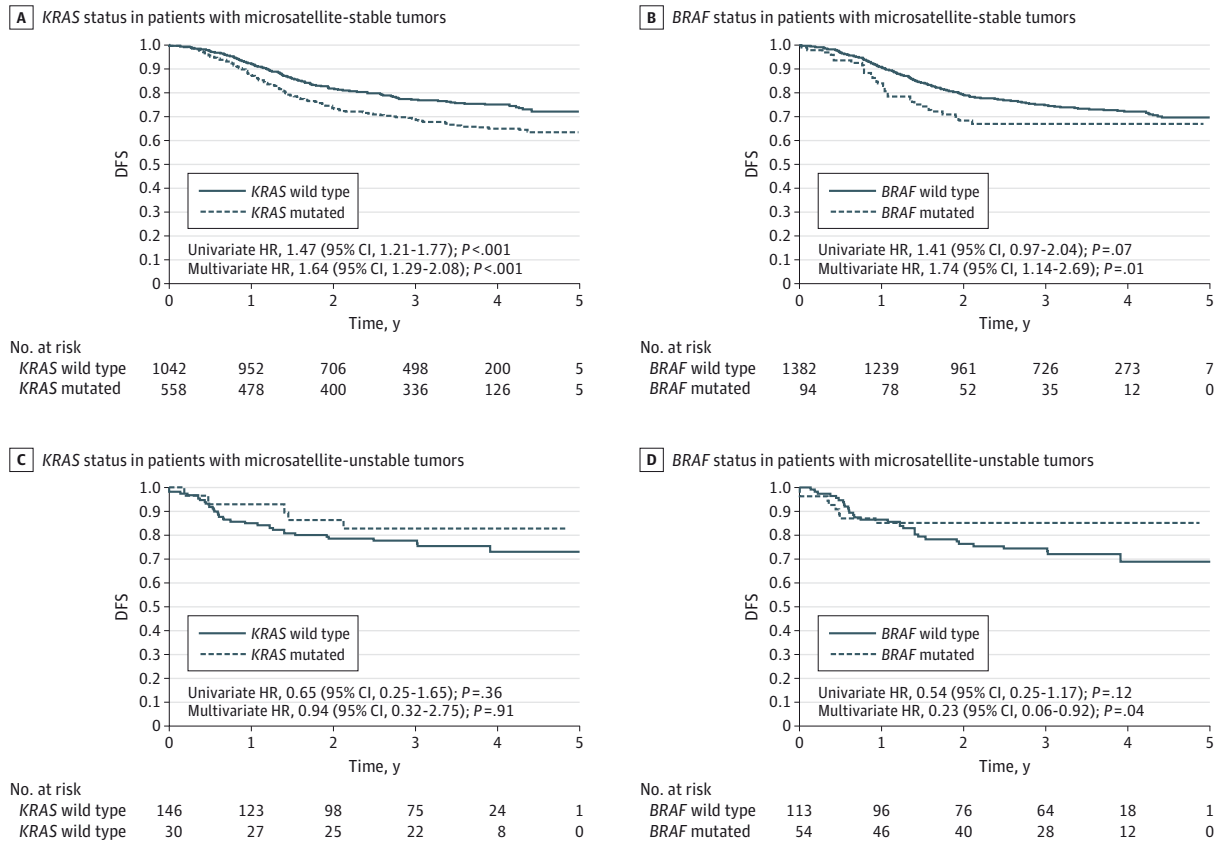 A KRAS status in patients with microsatellite-stable tumors
1.0
0.9
0.8
0.7
0.6
0.5
0.4
0.3
0.2
0.1
0
DFS
KRAS wild type
KRAS mutated
Univariate HR, 1.47 (95% CI, 1.21-1.77); P<.001
Multivariate HR, 1.64 (95% CI, 1.29-2.08); P<.001
0 1 2 3 4 5
Time, y
No. at risk
KRAS wild type 1042 952 706 498 200 5
KRAS mutated 558 478 400 336 126 5
B BRAF status in patients with microsatellite-stable tumors
1.0
0.9
0.8
0.7
0.6
0.5
0.4
0.3
0.2
0.1
0
DFS
BRAF wild type
BRAF mutated
Univariate HR, 1.41 (95% CI, 0.97-2.04); P=.07
Multivariate HR, 1.74 (95% CI, 1.14-2.69); P=.01
0 1 2 3 4 5
Time, y
No. at risk
BRAF wild type 1382 1239 961 726 273 7
BRAF mutated 94 78 52 35 12 0
C KRAS status in patients with microsatellite-unstable tumors
1.0
0.9
0.8
0.7
0.6
0.5
0.4
0.3
0.2
0.1
0
DFS
KRAS wild type
KRAS mutated
Univariate HR, 0.65 (95% CI, 0.25-1.65); P=.36
Multivariate HR, 0.94 (95% CI, 0.32-2.75); P=.91
0 1 2 3 4 5
Time, y
No. at risk
KRAS wild type 146 123 98 75 24 1
KRAS wild type 30 27 25 22 8 0
D BRAF status in patients with microsatellite-unstable tumors
1.0
0.9
0.8
0.7
0.6
0.5
0.4
0.3
0.2
0.1
0
DFS
BRAF wild type
BRAF mutated
Univariate HR, 0.54 (95% CI, 0.25-1.17); P=.12
Multivariate HR, 0.23 (95% CI, 0.06-0.92); P=.04
0 1 2 3 4 5
Time, y
No. at risk
BRAF wild type 113 96 76 64 18 1
BRAF mutated 54 46 40 28 12 0